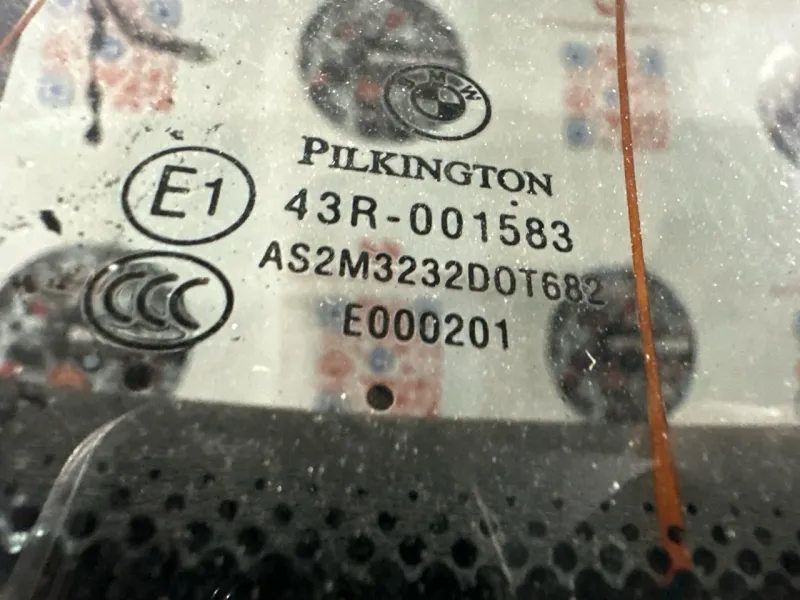 BMW
PILKINGTON
E1
43R-001583
AS2M3232DOT682
CCC
E000201